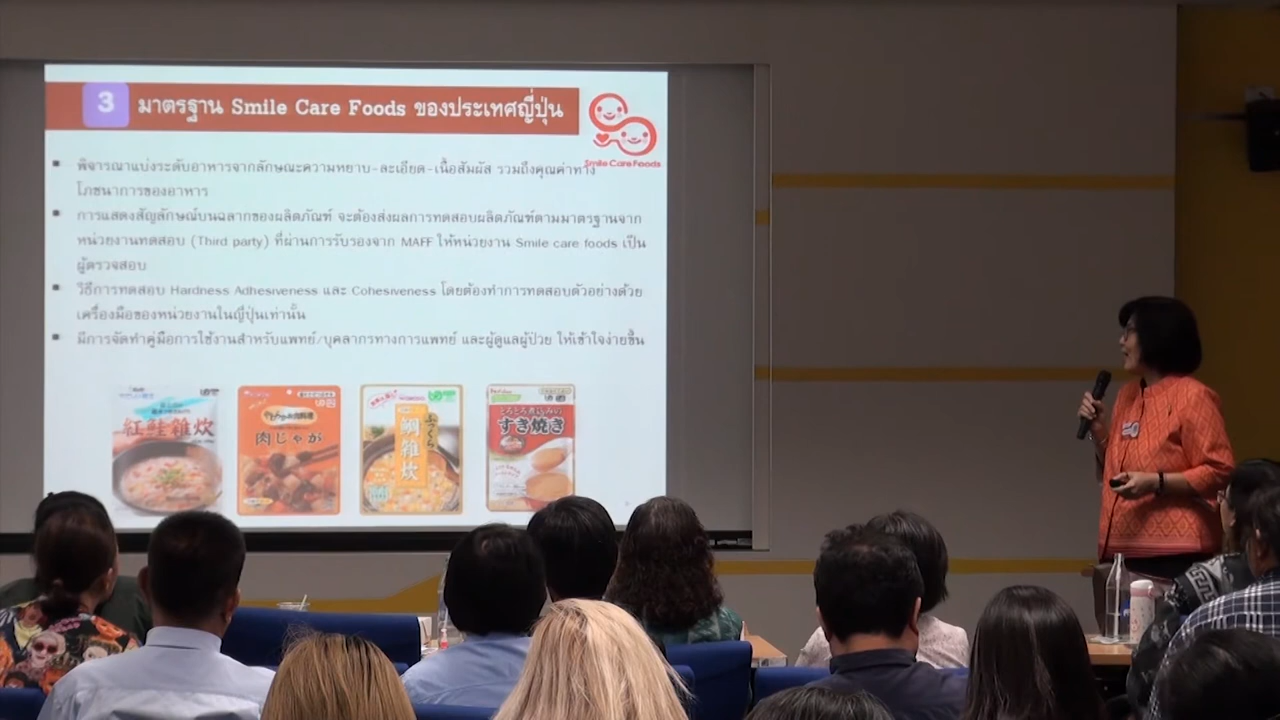 3 มาตรฐาน Smile Care Foods ของประเทศญี่ปุ่น
Smile Care Foods
▪ พิจารณาแบ่งระดับอาหารจากลักษณะความหยาบ-ละเอียด-เนื้อสัมผัส รวมถึงคุณค่าทาง
โภชนาการของอาหาร
▪ การแสดงสัญลักษณ์บนฉลากของผลิตภัณฑ์ จะต้องส่งผลการทดสอบผลิตภัณฑ์ตามมาตรฐานจาก
หน่วยงานทดสอบ (Third party) ที่ผ่านการรับรองจาก MAFF ให้หน่วยงาน Smile care foods เป็น
ผู้ตรวจสอบ
▪ วิธีการทดสอบ Hardness Adhesiveness และ Cohesiveness โดยต้องทำการทดสอบตัวอย่างด้วย
เครื่องมือของหน่วยงานในญี่ปุ่นเท่านั้น
▪ มีการจัดทำคู่มือการใช้งานสำหรับแพทย์/บุคลากรทางการแพทย์ และผู้ดูแลผู้ป่วย ให้เข้าใจง่ายขึ้น
紅鮭雑炊
肉じゃが
ふっくら
鯛雑炊
とろとろ煮込みの
すき焼き